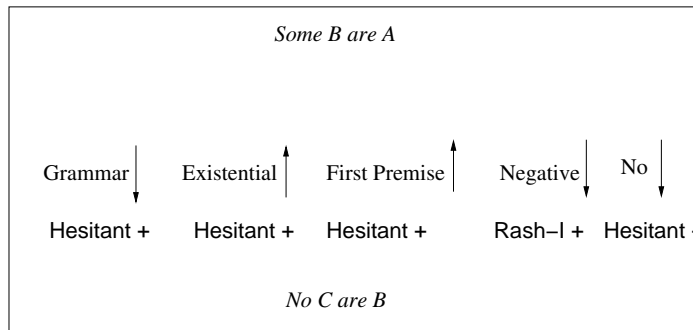 Some B are A
Grammar Existential First Premise Negative No
Hesitant + Hesitant + Hesitant + Rash-I + Hesitant
No C are B